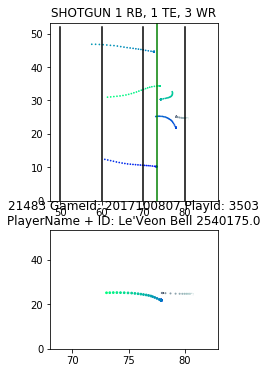 SHOTGUN 1 RB, 1 TE, 3 WR
50
40
30
20
10
0
50 60 70 80
21483 GameId: 2017100807 PlayId: 3503
PlayerName + ID: Le'Veon Bell 2540175.0
40
20
0
70 75 80